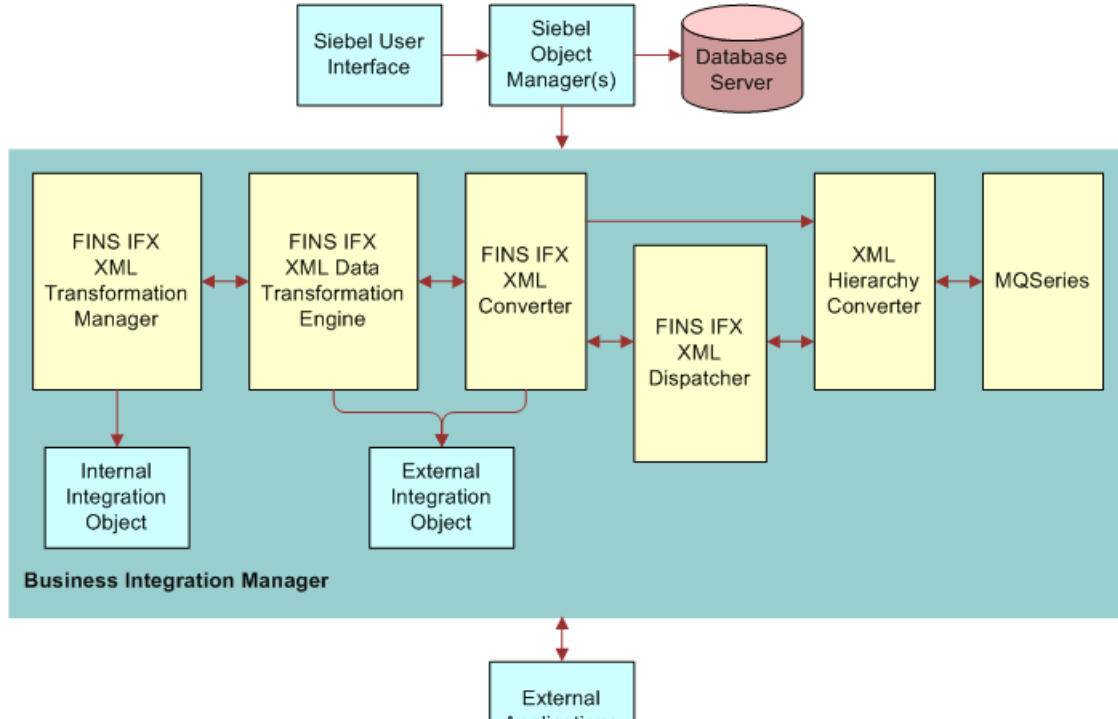 Siebel User
Interface
Siebel
Object
Manager(s)
Database
Server
FINS IFX
XML
Transformation
Manager
FINS IFX
XML Data
Transformation
Engine
FINS IFX
XML
Converter
FINS IFX
XML
Dispatcher
XML
Hierarchy
Converter
MQSeries
Internal
Integration
Object
External
Integration
Object
Business Integration Manager
External